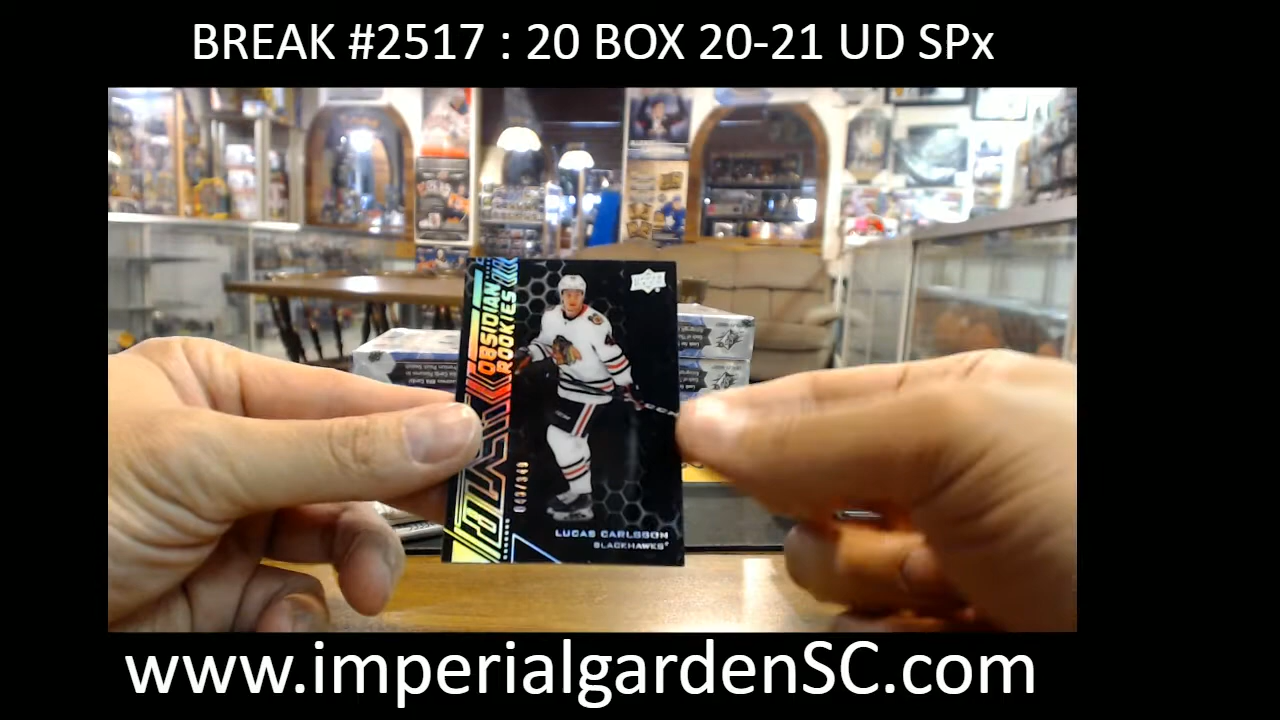 BREAK #2517 : 20 BOX 20-21 UD SPx
OBSIDIAN
ROOKIES
LUCAS CARLSSON
BLACKHAWKS
www.imperialgardenSC.com